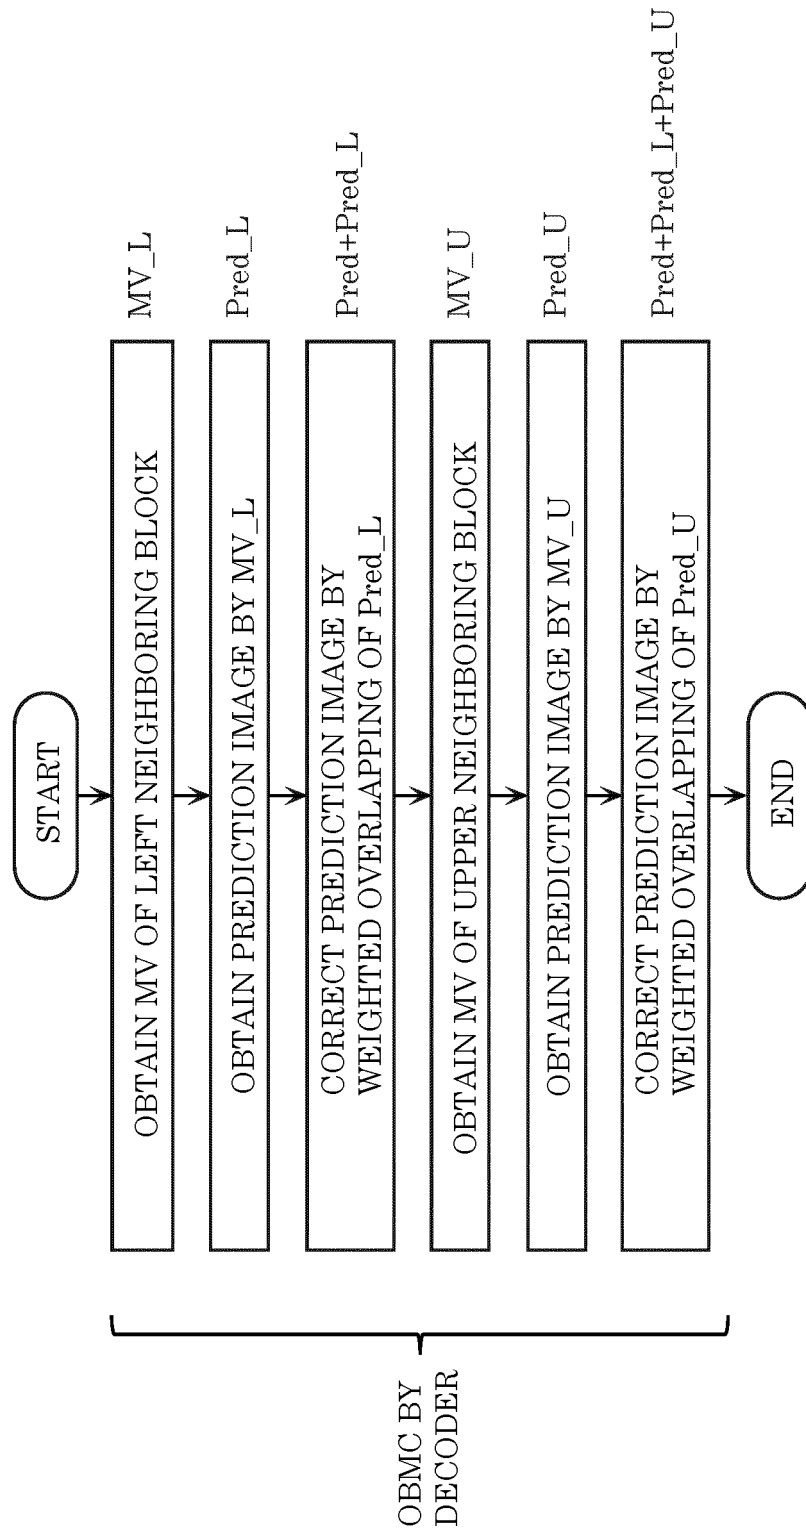 START
OBTAIN MV OF LEFT NEIGHBORING BLOCK
MV_L
OBTAIN PREDICTION IMAGE BY MV_L
Pred_L
CORRECT PREDICTION IMAGE BY
WEIGHTED OVERLAPPING OF Pred_L
Pred+Pred_L
OBTAIN MV OF UPPER NEIGHBORING BLOCK
MV_U
OBTAIN PREDICTION IMAGE BY MV_U
Pred_U
CORRECT PREDICTION IMAGE BY
WEIGHTED OVERLAPPING OF Pred_U
Pred+Pred_L+Pred_U
END
OBMC BY
DECODER